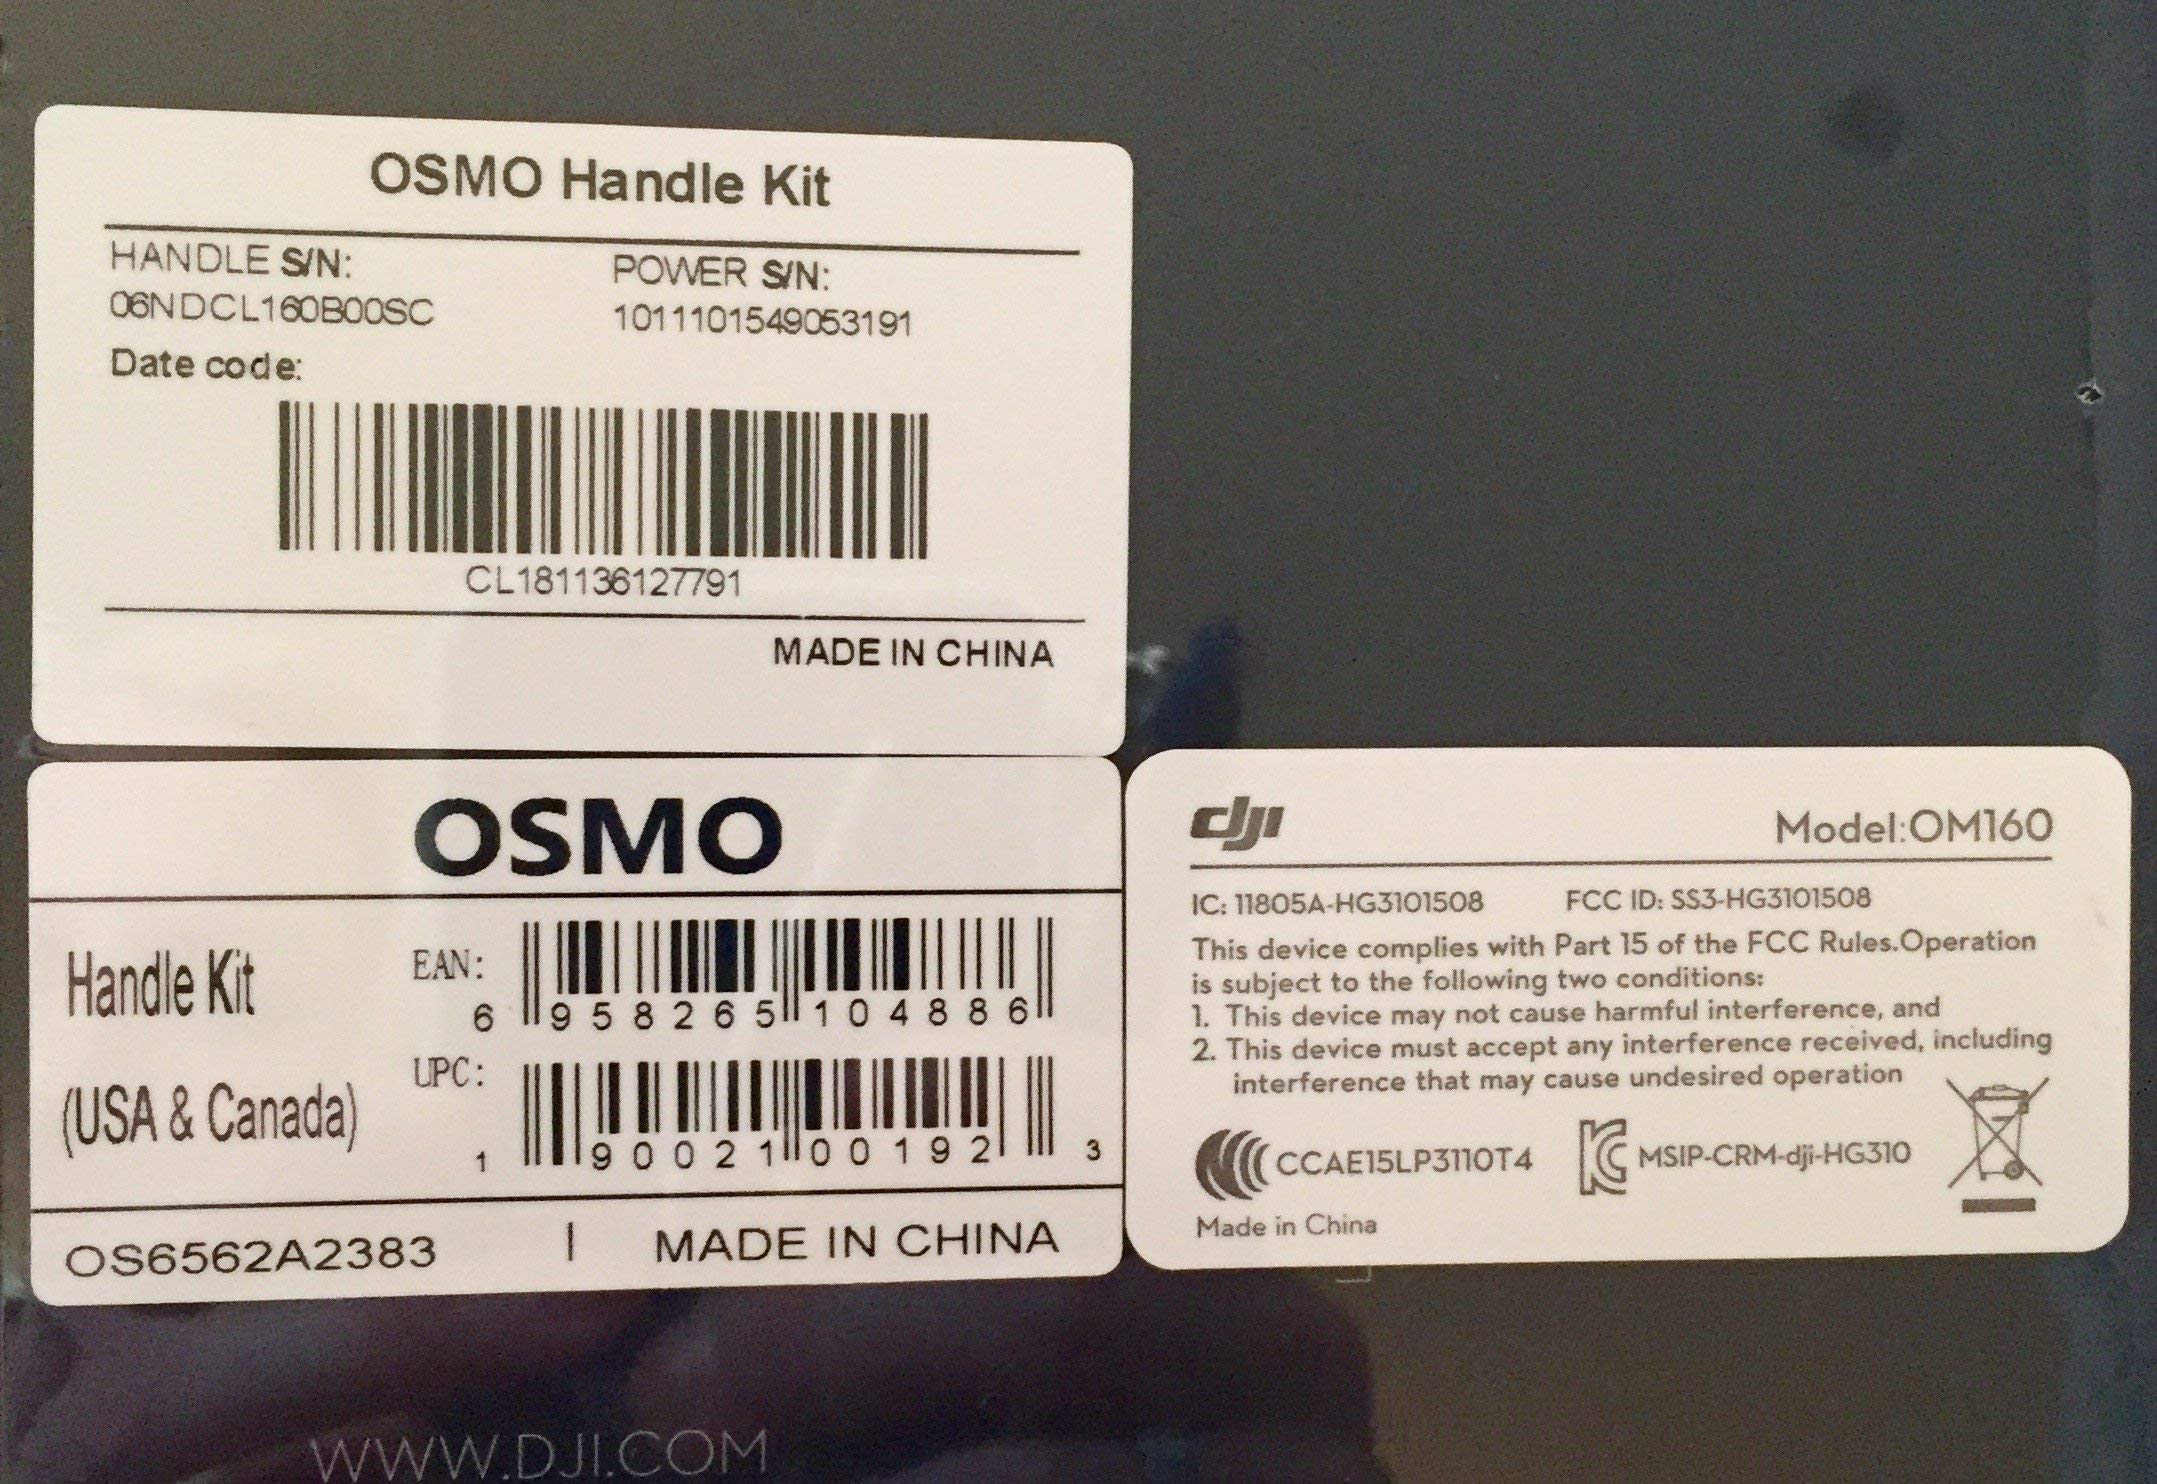 OSMO Handle Kit
HANDLE S/N: POWER S/N:
06NDCL160B00SC 1011101549053191
Date code:
CL181136127791
MADE IN CHINA
OSMO
Handle Kit
(USA & Canada)
EAN:
6 958265 104886
UPC:
1 90021 00192 3
OS6562A2383 | MADE IN CHINA
dji Model:OM160
IC: 11805A-HG3101508 FCC ID: SS3-HG3101508
This device complies with Part 15 of the FCC Rules.Operation
is subject to the following two conditions:
1. This device may not cause harmful interference, and
2. This device must accept any interference received, including
interference that may cause undesired operation
CCAE15LP3110T4 MSIP-CRM-dji-HG310
Made in China
WWW.DJI.COM